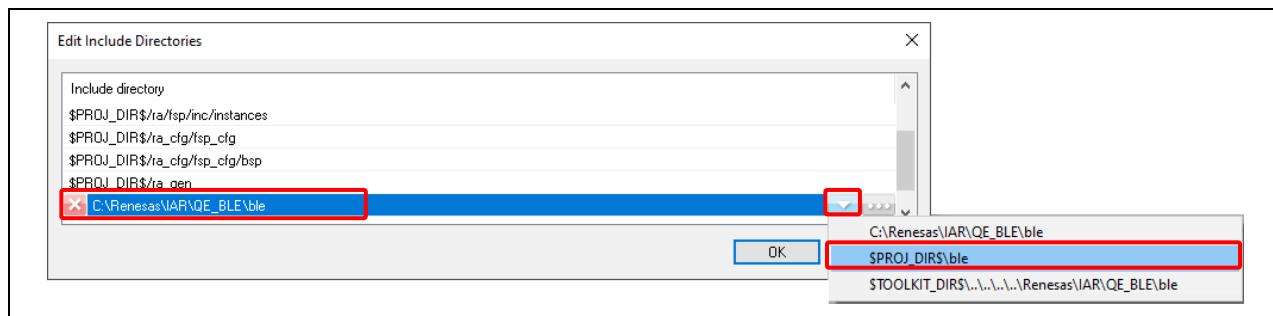 Edit Include Directories
Include directory
$PROJ_DIR$/ra/fsp/inc/instances
$PROJ_DIR$/ra_cfg/fsp_cfg
$PROJ_DIR$/ra_cfg/fsp_cfg/bsp
$PROJ_DIR$/ra_gen
C:\Renesas\IAR\QE_BLE\ble
OK
C:\Renesas\IAR\QE_BLE\ble
$PROJ_DIR$\ble
$TOOLKIT_DIR$\..\..\..\..\Renesas\IAR\QE_BLE\ble